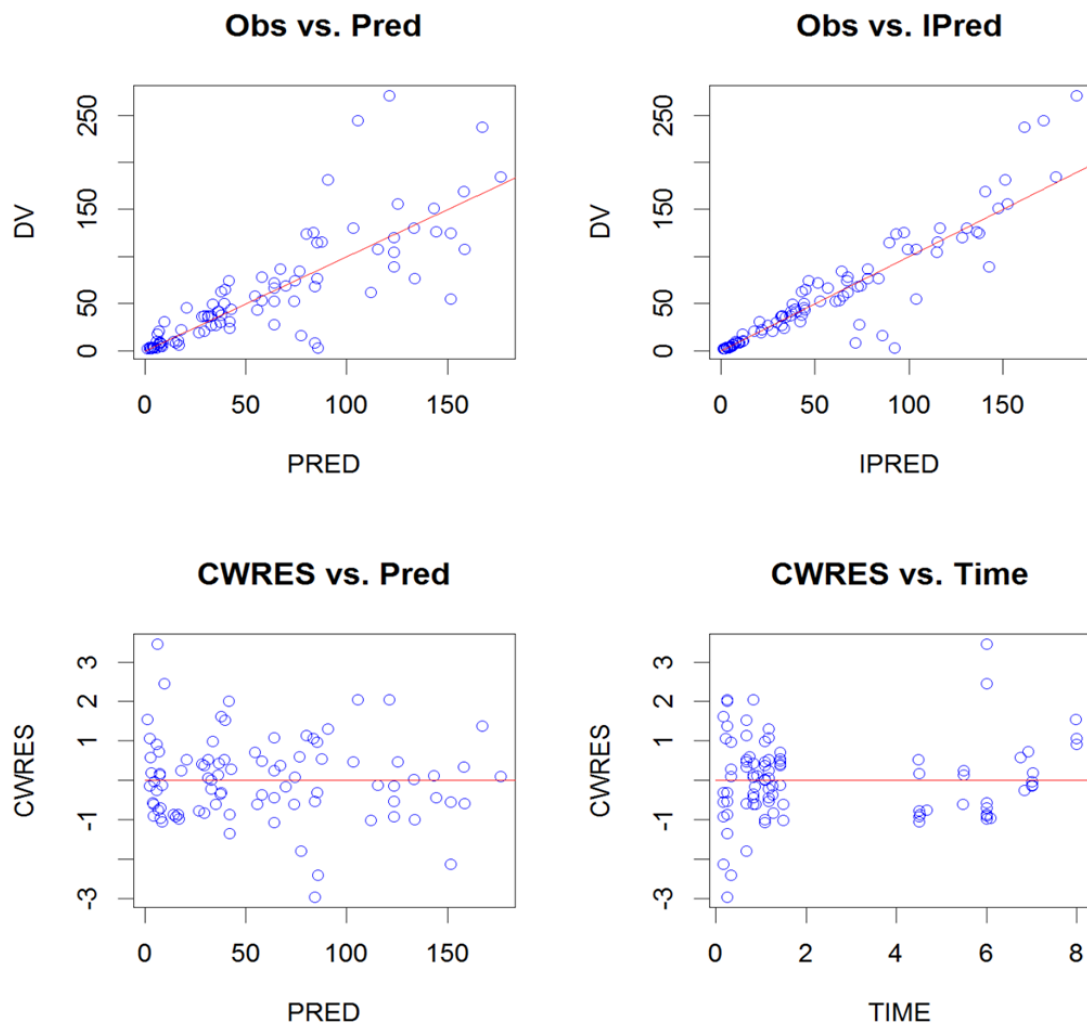 Obs vs. Pred
DV
0
50
150
250
0
50
100
150
PRED
Obs vs. IPred
DV
0
50
150
250
0
50
100
150
IPRED
CWRES vs. Pred
CWRES
-3
-1
1
2
3
0
50
100
150
PRED
CWRES vs. Time
CWRES
-3
-1
1
2
3
0
2
4
6
8
TIME